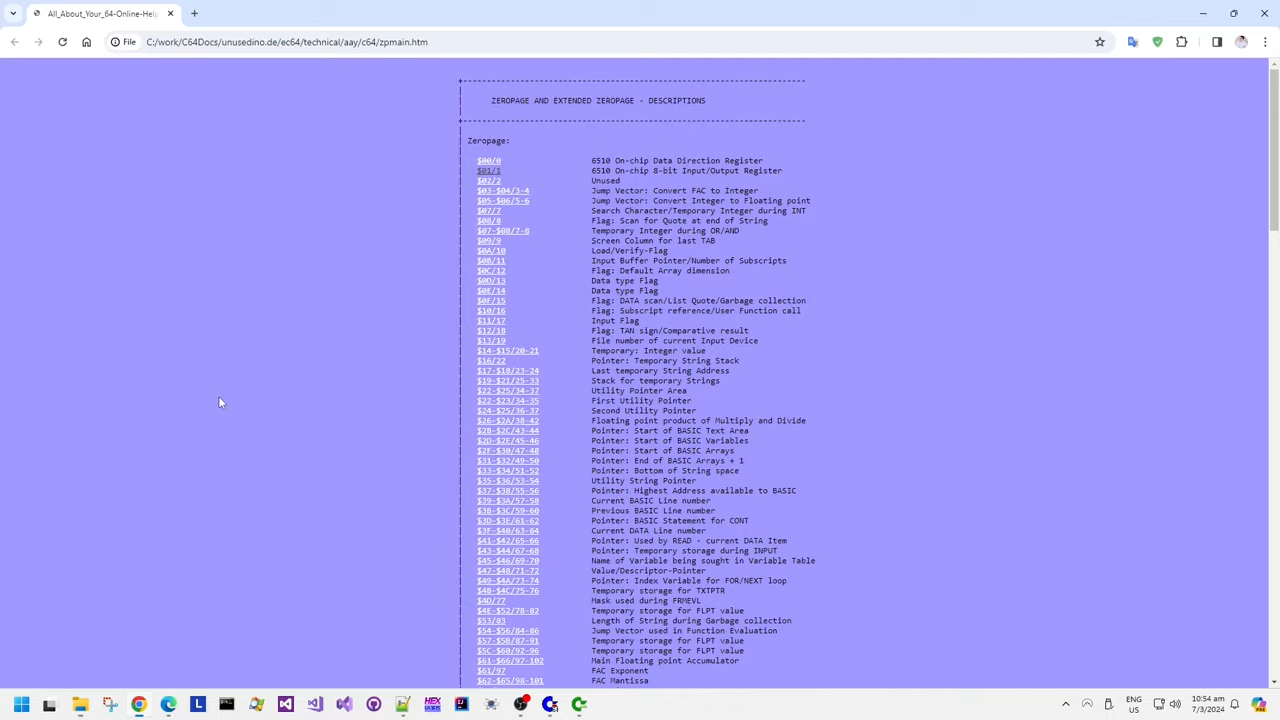 All_About_Your_64-Online-Help
File
C:/work/C64Docs/unusedino.de/ec64/technical/aay/c64/zpmain.htm
ZEROPAGE AND EXTENDED ZEROPAGE - DESCRIPTIONS
Zeropage:
$00/0 6510 On-chip Data Direction Register
$01/1 6510 On-chip 8-bit Input/Output Register
$02/2 Unused
$03-$04/3-4 Jump Vector: Convert FAC to Integer
$05-$06/5-6 Jump Vector: Convert Integer to Floating point
$07/7 Search Character/Temporary Integer during INT
$08/8 Flag: Scan for Quote at end of String
$07-$08/7-8 Temporary Integer during OR/AND
$09/9 Screen Column for last TAB
$0A/10 Load/Verify-Flag
$0B/11 Input Buffer Pointer/Number of Subscripts
$0C/12 Flag: Default Array dimension
$0D/13 Data type Flag
$0E/14 Data type Flag
$0F/15 Flag: DATA scan/List Quote/Garbage collection
$10/16 Flag: Subscript reference/User Function call
$11/17 Input Flag
$12/18 Flag: TAN sign/Comparative result
$13/19 File number of current Input Device
$14-$15/20-21 Temporary: Integer value
$16/22 Pointer: Temporary String Stack
$17-$18/23-24 Last temporary String Address
$19-$21/25-33 Stack for temporary Strings
$22-$25/34-37 Utility Pointer Area
$22-$23/34-35 First Utility Pointer
$24-$25/36-37 Second Utility Pointer
$26-$2A/38-42 Floating point product of Multiply and Divide
$2B-$2C/43-44 Pointer: Start of BASIC Text Area
$2D-$2E/45-46 Pointer: Start of BASIC Variables
$2F-$30/47-48 Pointer: Start of BASIC Arrays
$31-$32/49-50 Pointer: End of BASIC Arrays + 1
$33-$34/51-52 Pointer: Bottom of String space
$35-$36/53-54 Utility String Pointer
$37-$38/55-56 Pointer: Highest Address available to BASIC
$39-$3A/57-58 Current BASIC Line number
$3B-$3C/59-60 Previous BASIC Line number
$3D-$3E/61-62 Pointer: BASIC Statement for CONT
$3F-$40/63-64 Current DATA Line number
$41-$42/65-66 Pointer: Used by READ - current DATA Item
$43-$44/67-68 Pointer: Temporary storage during INPUT
$45-$46/69-70 Name of Variable being sought in Variable Table
$47-$48/71-72 Value/Descriptor-Pointer
$49-$4A/73-74 Pointer: Index Variable for FOR/NEXT loop
$4B-$4C/75-76 Temporary storage for TXTPTR
$4D/77 Mask used during FRMEVL
$4E-$52/78-82 Temporary storage for FLPT value
$53/83 Length of String during Garbage collection
$54-$56/84-86 Jump Vector used in Function Evaluation
$57-$5B/87-91 Temporary storage for FLPT value
$5C-$60/92-96 Temporary storage for FLPT value
$61-$66/97-102 Main Floating point Accumulator
$61/97 FAC Exponent
$62-$65/98-101 FAC Mantissa
L
HEX
ENG
US
10:54 am
7/3/2024